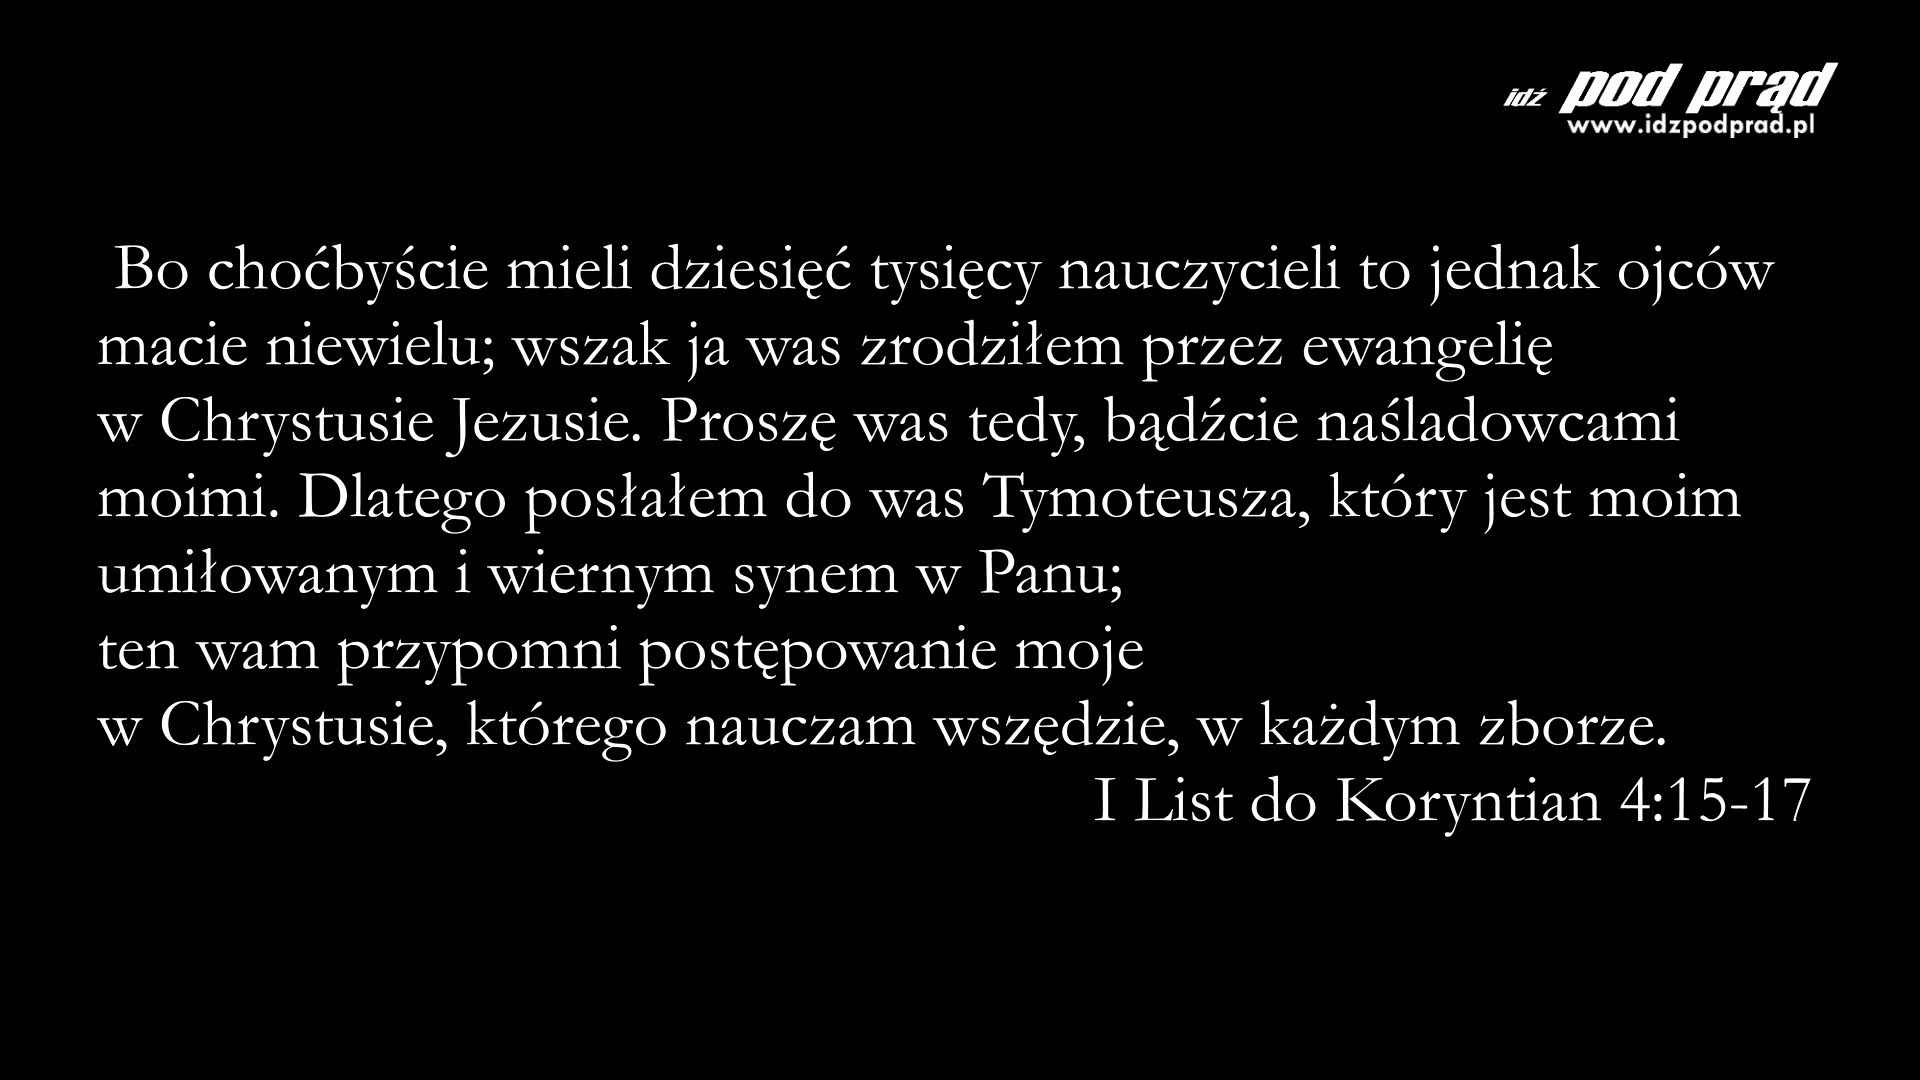 idź pod prąd
www.idzpodprad.pl
Bo choćbyście mieli dziesięć tysięcy nauczycieli to jednak ojców
macie niewielu; wszak ja was zrodziłem przez ewangelię
w Chrystusie Jezusie. Proszę was tedy, bądźcie naśladowcami
moimi. Dlatego posłałem do was Tymoteusza, który jest moim
umiłowanym i wiernym synem w Panu;
ten wam przypomni postępowanie moje
w Chrystusie, którego nauczam wszędzie, w każdym zborze.
I List do Koryntian 4:15-17